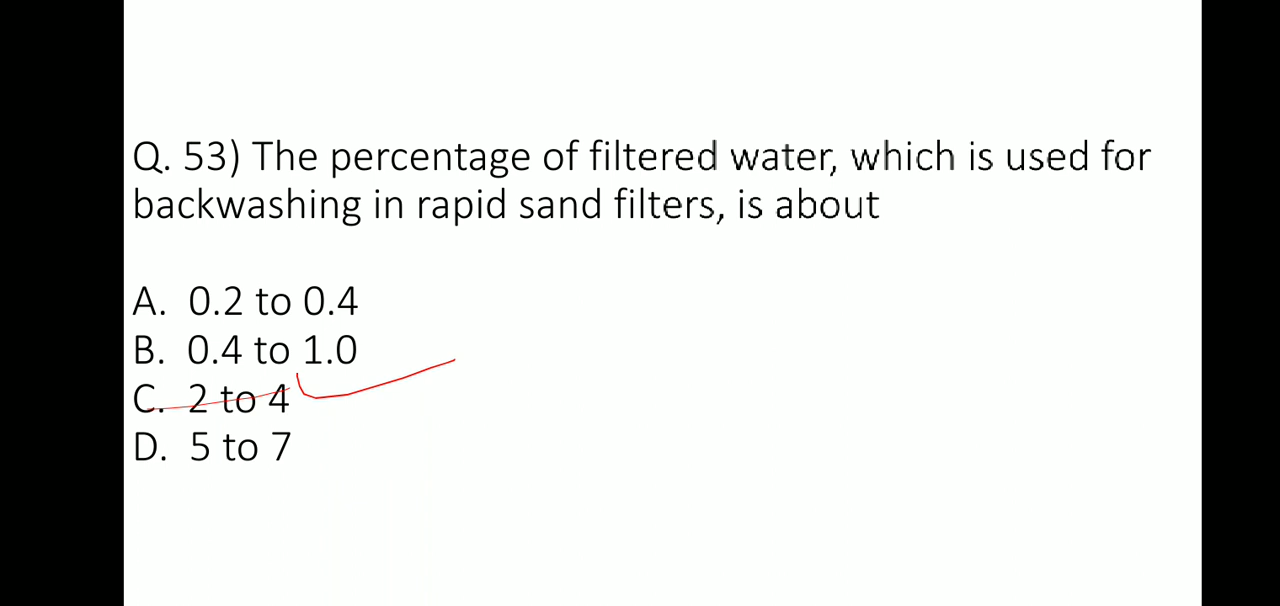 Q. 53) The percentage of filtered water, which is used for
backwashing in rapid sand filters, is about
A. 0.2 to 0.4
B. 0.4 to 1.0
C. 2 to 4
D. 5 to 7